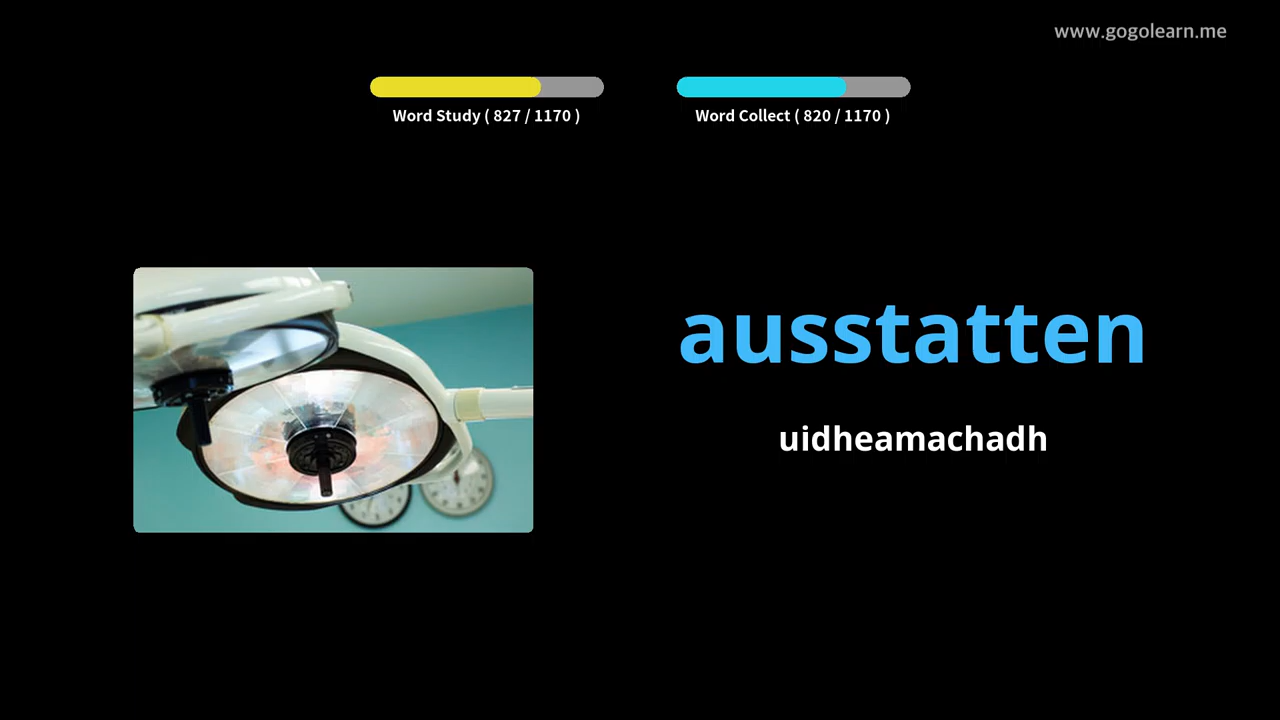 www.gogolearn.me
Word Study ( 827 / 1170 )
Word Collect ( 820 / 1170 )
ausstatten
uidheamachadh